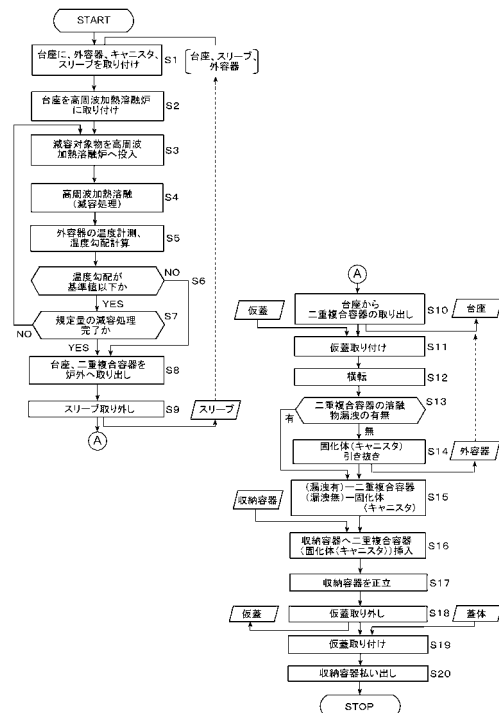 START
台座に、外容器、キャニスタ、
スリーブを取り付け
S1
台座、スリーブ、
外容器
台座を高周波加熱溶融炉
に取り付け
S2
減容対象物を高周波
加熱溶融炉へ投入
S3
高周波加熱溶融
(減容処理)
S4
外容器の温度計測、
温度勾配計算
S5
温度勾配が
基準値以下か
NO
S6
YES
規定量の減容処理
完了か
S7
NO
YES
台座、二重複合容器を
炉外へ取り出し
S8
スリーブ取り外し
S9
スリーブ
A
A
台座から
二重複合容器の取り出し
S10
台座
仮蓋
仮蓋取り付け
S11
横転
S12
二重複合容器の溶融
物漏洩の有無
S13
有
無
固化体(キャニスタ)
引き抜き
S14
外容器
(漏洩有)ー二重複合容器
(漏洩無)ー固化体
(キャニスタ)
S15
収納容器
収納容器へ二重複合容器
(固化体(キャニスタ))挿入
S16
収納容器を正立
S17
仮蓋取り外し
S18
仮蓋
蓋体
仮蓋取り付け
S19
収納容器払い出し
S20
STOP